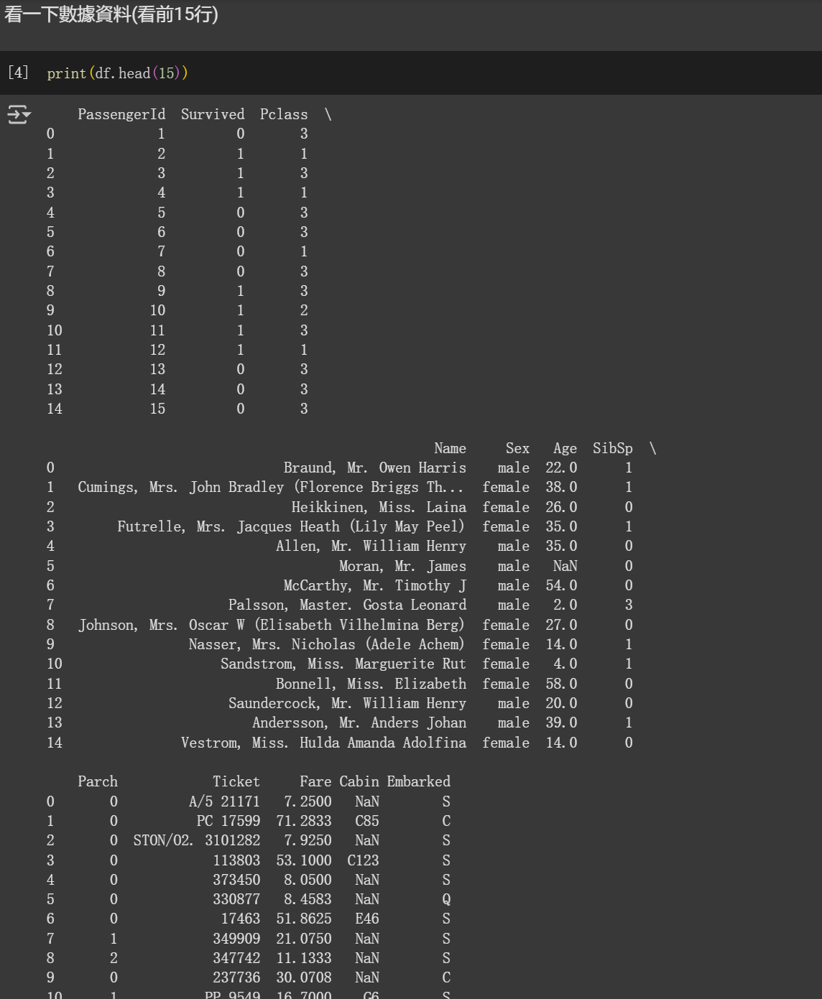 看一下數據資料(看前15行)
[4] print(df.head(15))
PassengerId Survived Pclass \
0 1 0 3
1 2 1 1
2 3 1 3
3 4 1 1
4 5 0 3
5 6 0 3
6 7 0 1
7 8 0 3
8 9 1 3
9 10 1 2
10 11 1 3
11 12 1 1
12 13 0 3
13 14 0 3
14 15 0 3
Name Sex Age SibSp \
0 Braund, Mr. Owen Harris male 22.0 1
1 Cumings, Mrs. John Bradley (Florence Briggs Th... female 38.0 1
2 Heikkinen, Miss. Laina female 26.0 0
3 Futrelle, Mrs. Jacques Heath (Lily May Peel) female 35.0 1
4 Allen, Mr. William Henry male 35.0 0
5 Moran, Mr. James male NaN 0
6 McCarthy, Mr. Timothy J male 54.0 0
7 Palsson, Master. Gosta Leonard male 2.0 3
8 Johnson, Mrs. Oscar W (Elisabeth Vilhelmina Berg) female 27.0 0
9 Nasser, Mrs. Nicholas (Adele Achem) female 14.0 1
10 Sandstrom, Miss. Marguerite Rut female 4.0 1
11 Bonnell, Miss. Elizabeth female 58.0 0
12 Saundercock, Mr. William Henry male 20.0 0
13 Andersson, Mr. Anders Johan male 39.0 1
14 Vestrom, Miss. Hulda Amanda Adolfina female 14.0 0
Parch Ticket Fare Cabin Embarked
0 0 A/5 21171 7.2500 NaN S
1 0 PC 17599 71.2833 C85 C
2 0 STON/O2. 3101282 7.9250 NaN S
3 0 113803 53.1000 C123 S
4 0 373450 8.0500 NaN S
5 0 330877 8.4583 NaN Q
6 0 17463 51.8625 E46 S
7 1 349909 21.0750 NaN S
8 2 347742 11.1333 NaN S
9 0 237736 30.0708 NaN C
10 1 PP 9549 16.7000 G6 S